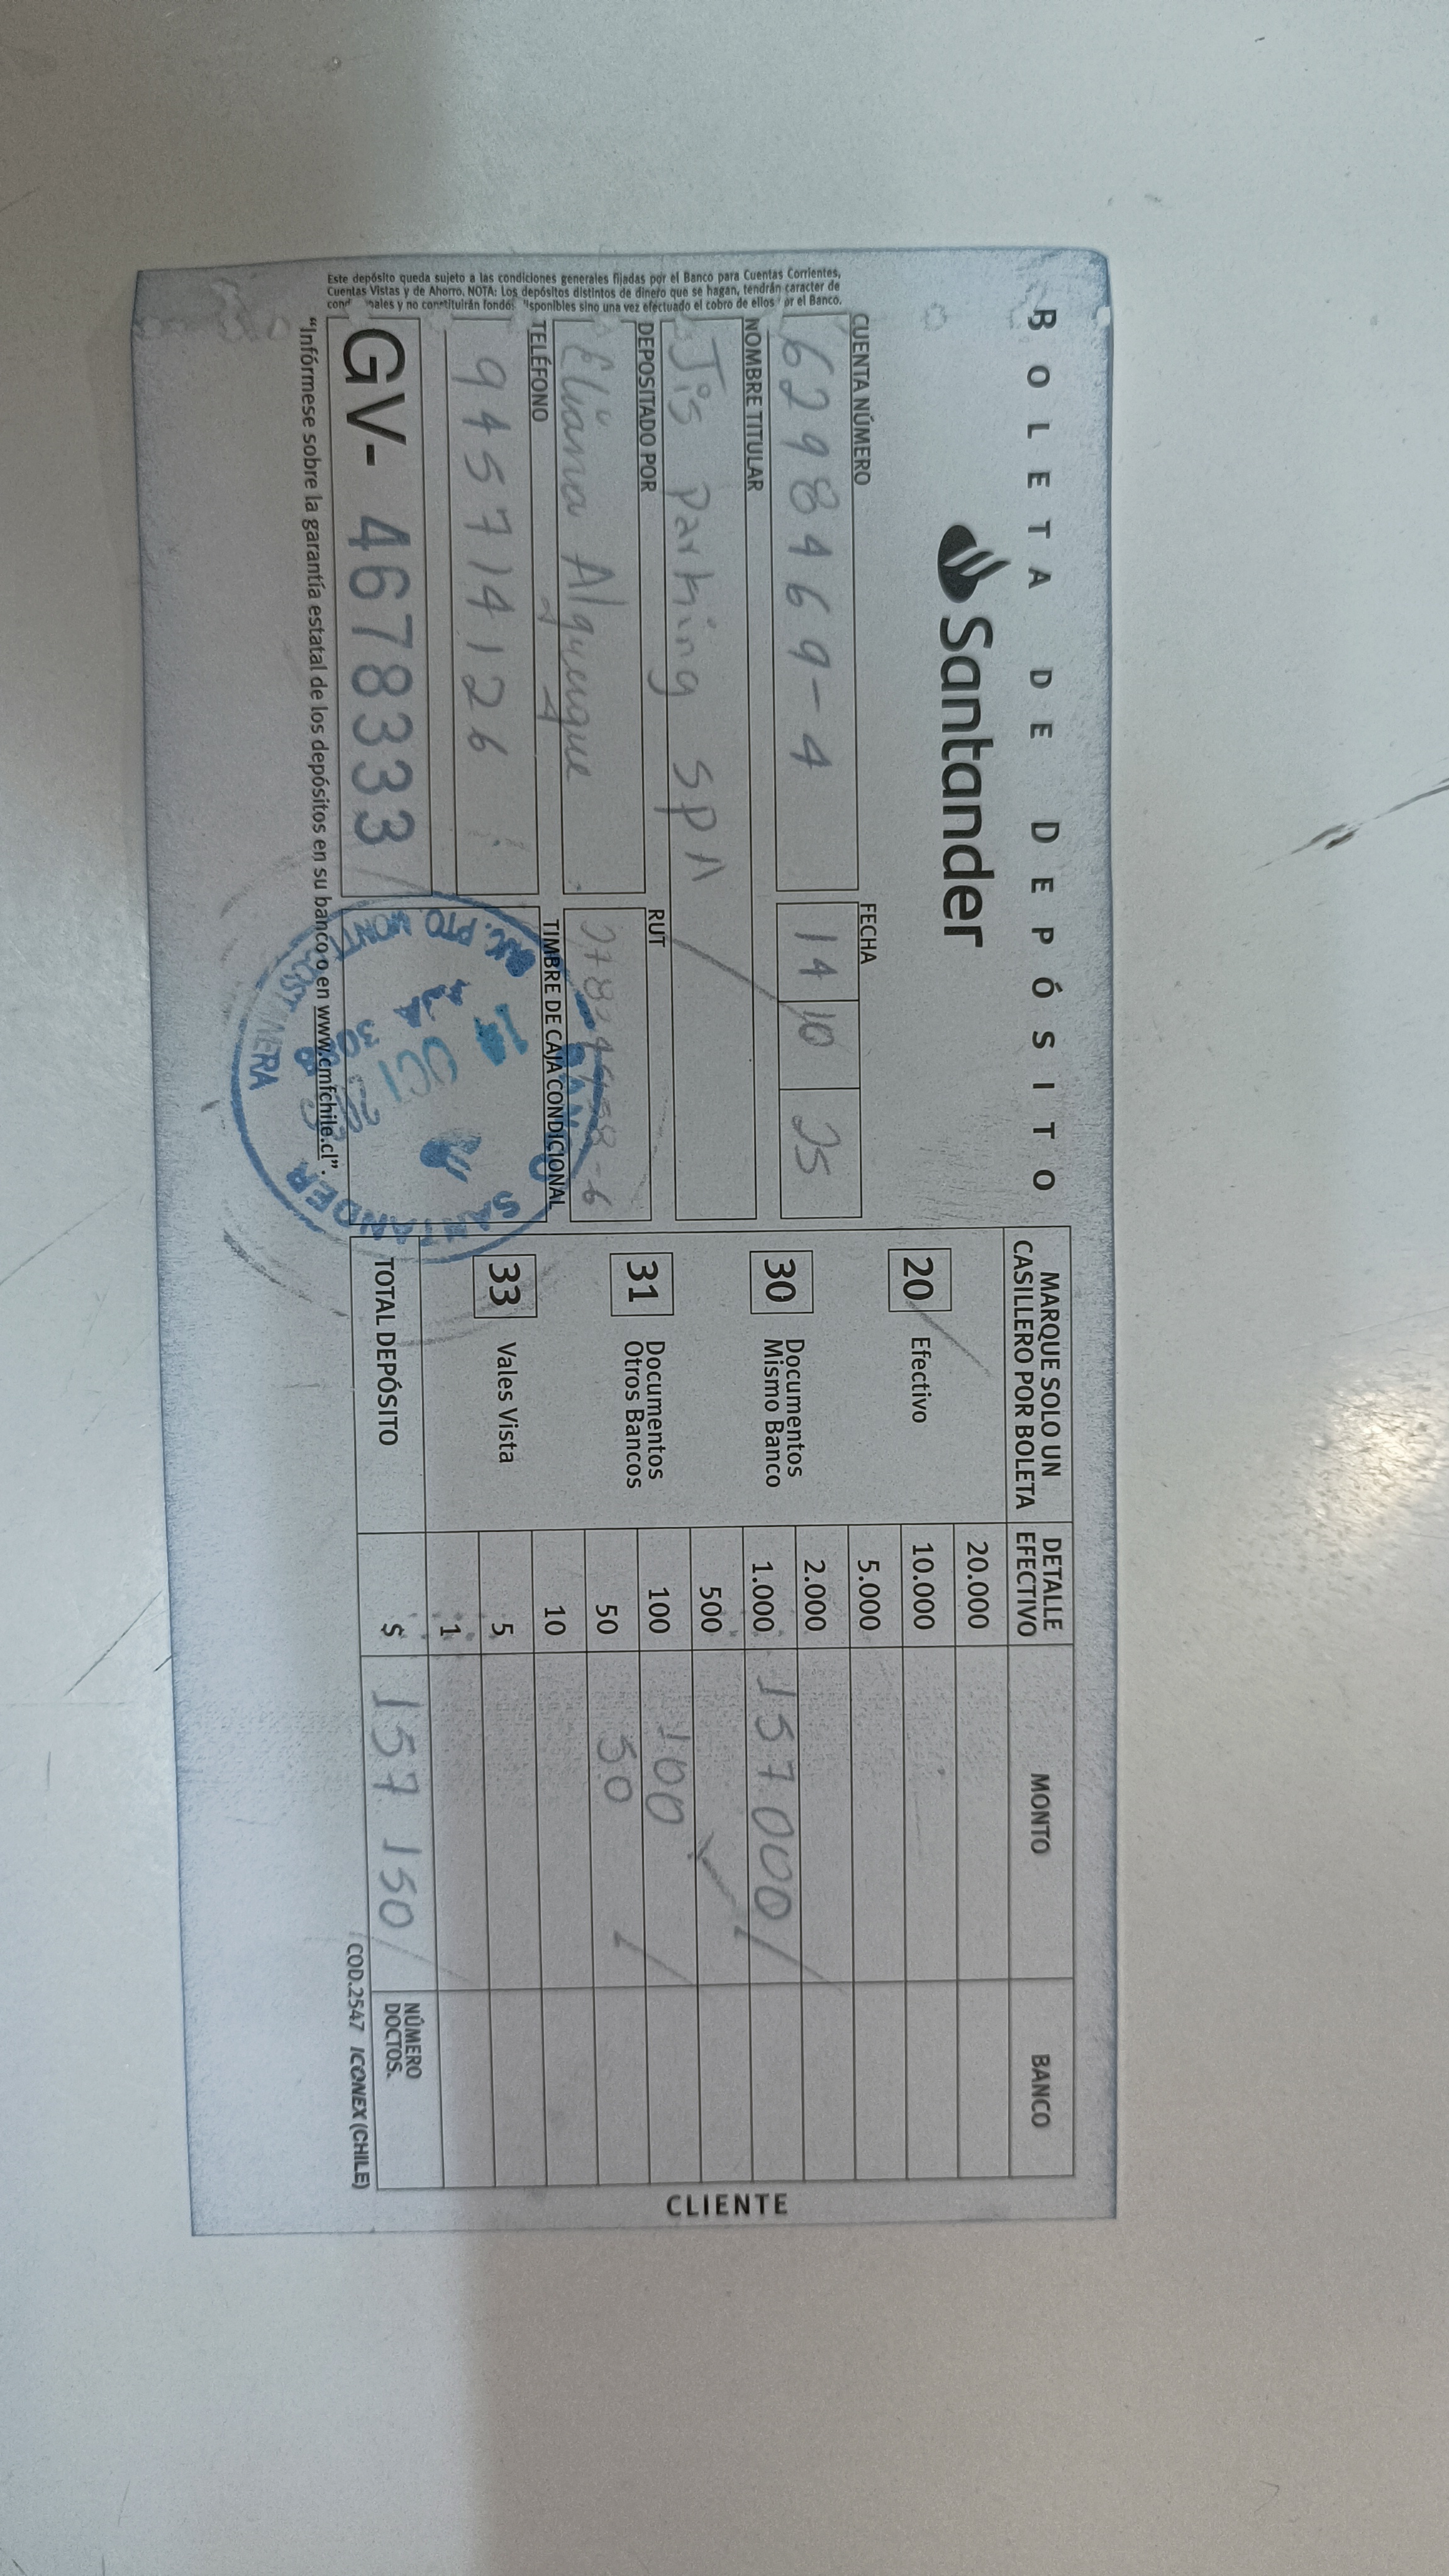 BOLETA DE DEPÓSITO
Santander
CUENTA NÚMERO
62984669-4
FECHA
14 10 25
NOMBRE TITULAR
Jis Parking SPA
DEPOSITADO POR
Eliana Alqueque
RUT
TELÉFONO
945714126
TIMBRE DE CAJA CONDICIONAL
GV- 4678333
Este depósito queda sujeto a las condiciones generales fijadas por el Banco para Cuentas Corrientes,
Cuentas Vistas y de Ahorro. NOTA: Los depósitos distintos de dinero que se hagan, tendrán caracter de
y no constituirán fondos sino una vez efectuado el cobro de ellos por el Banco.
"Infórmese sobre la garantía estatal de los depósitos en su banco o en www.cmfchile.cl".
SANTANDER
MARQUE SOLO UN
CASILLERO POR BOLETA
DETALLE
EFECTIVO
MONTO
BANCO
20 Efectivo
30 Documentos
Mismo Banco
31 Documentos
Otros Bancos
33 Vales Vista
20.000
10.000
5.000
2.000
1.000 157.000
500
100 100
50 50
10
5
1
TOTAL DEPÓSITO $ 157 150
NÚMERO
DOCTOS.
COD.2547 ICONEX (CHILE)
CLIENTE